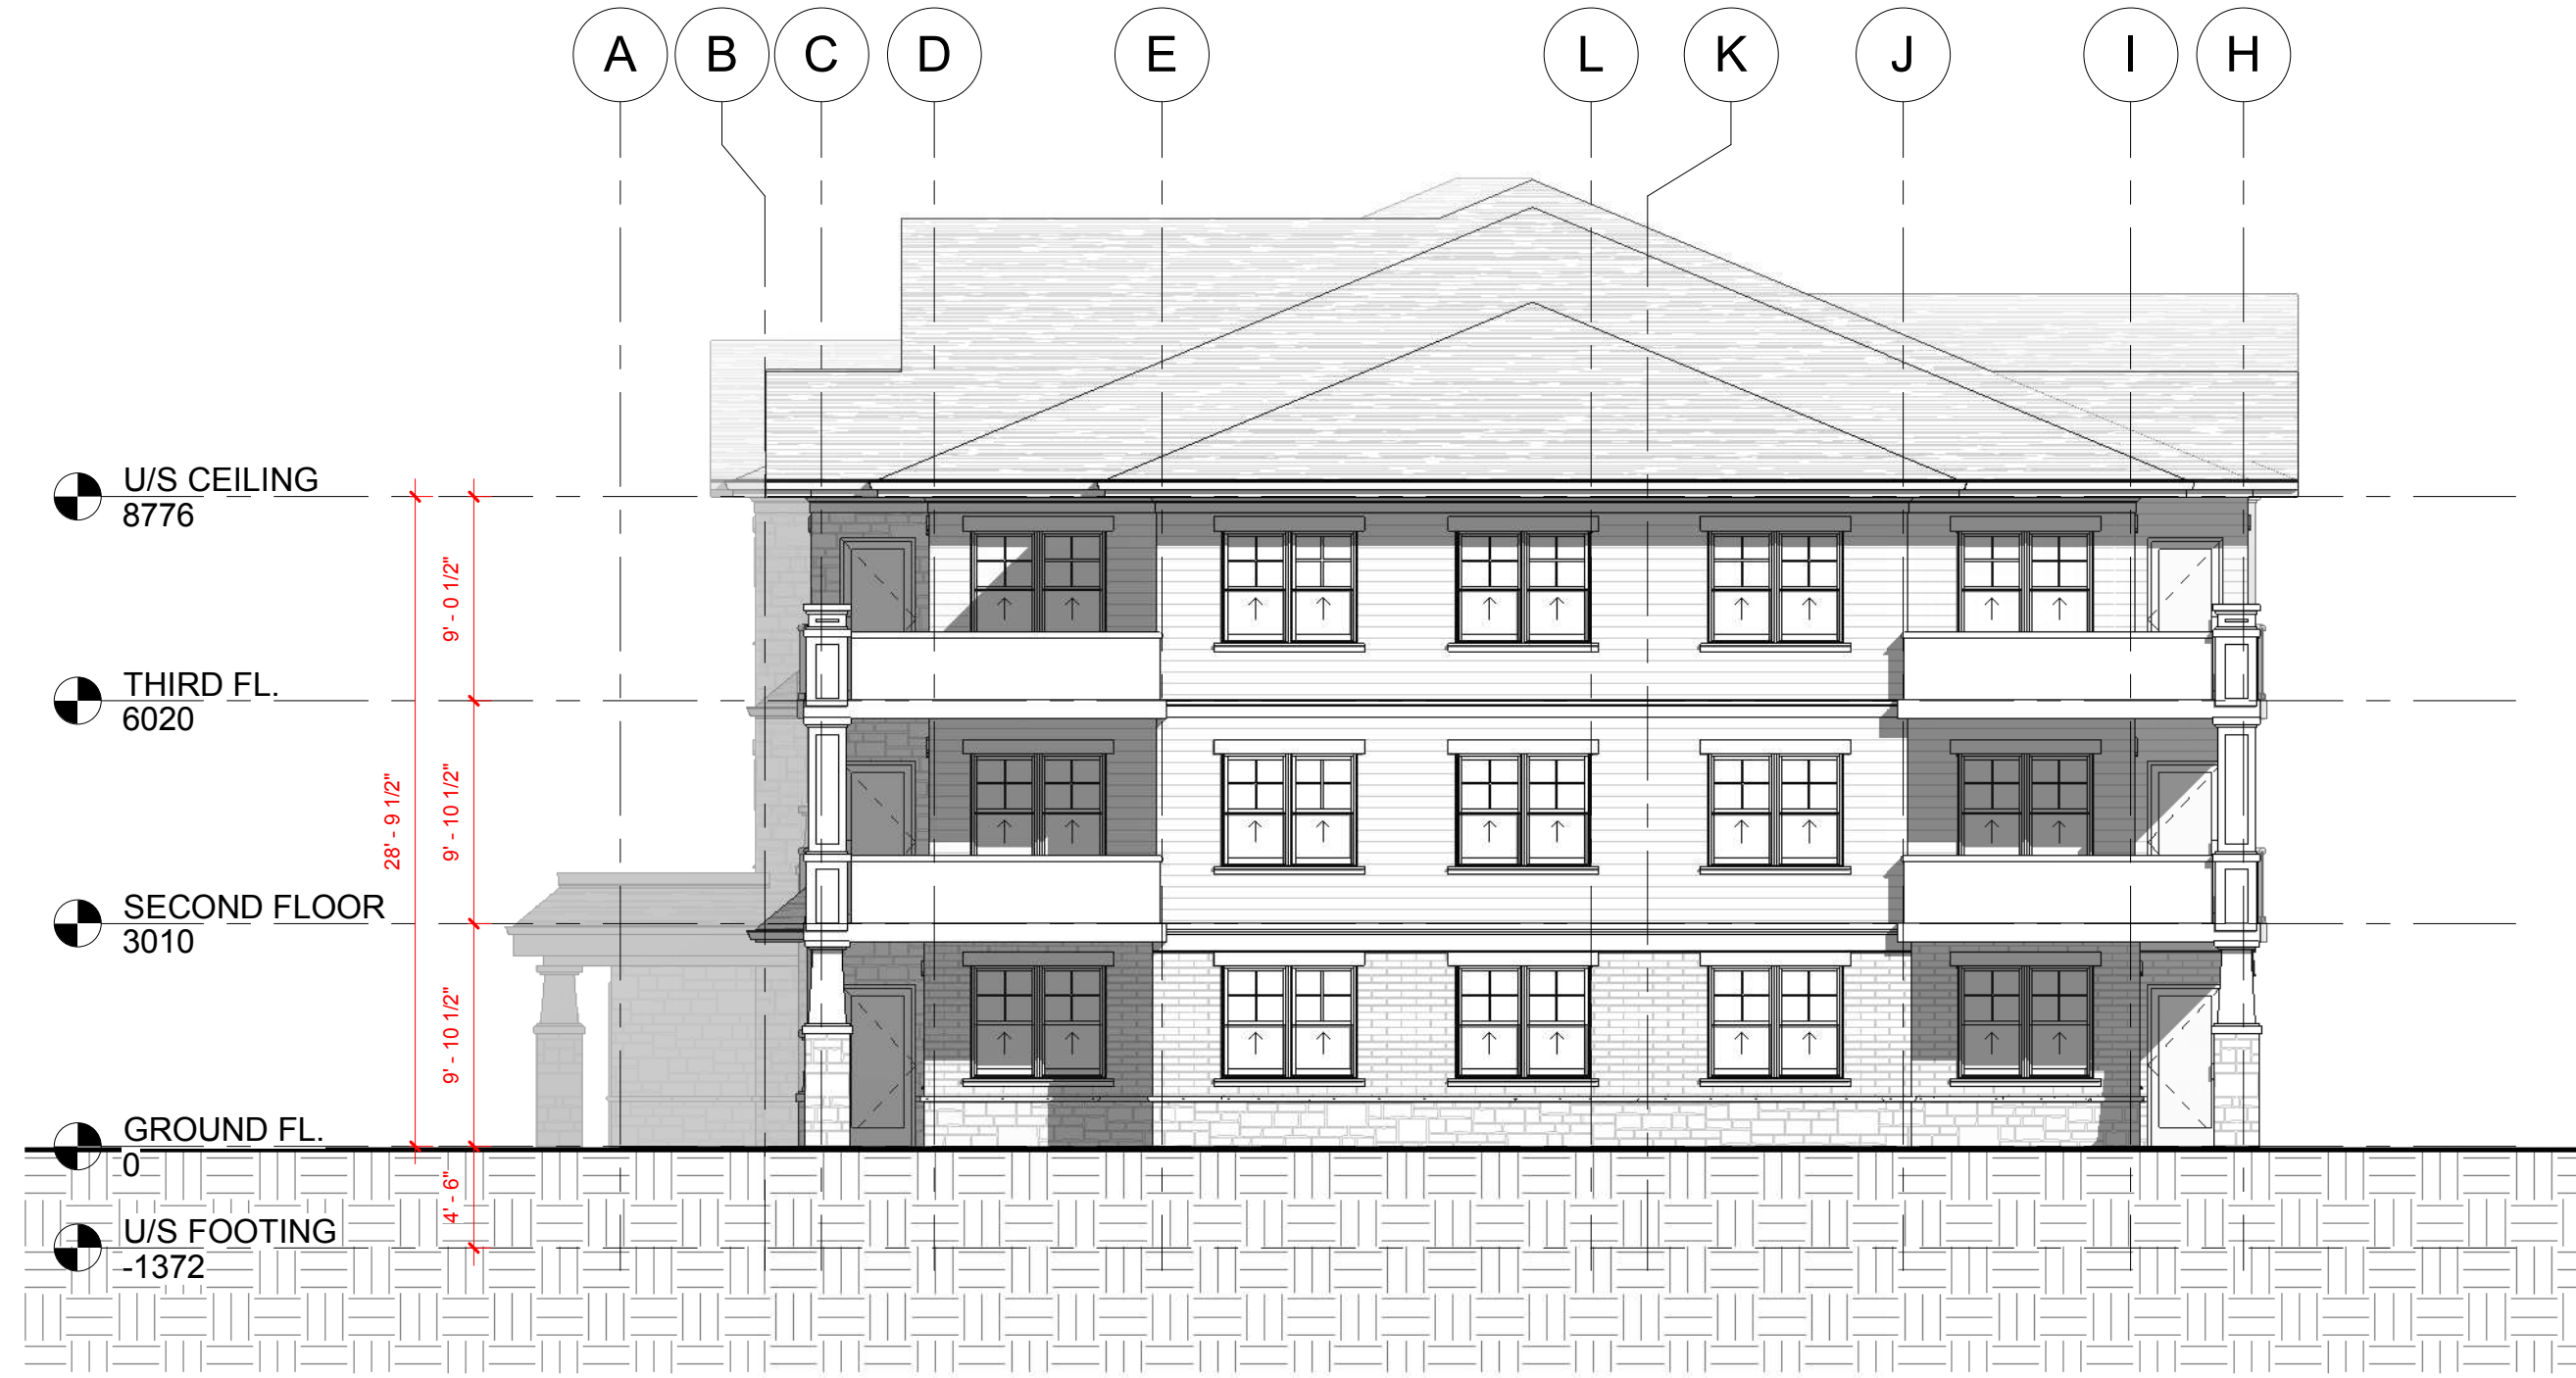 A B C D E L K J I H
U/S CEILING
8776
9' - 0 1/2"
THIRD FL.
6020
28' - 9 1/2"
9' - 10 1/2"
SECOND FLOOR
3010
9' - 10 1/2"
GROUND FL.
0
4' - 6"
U/S FOOTING
-1372